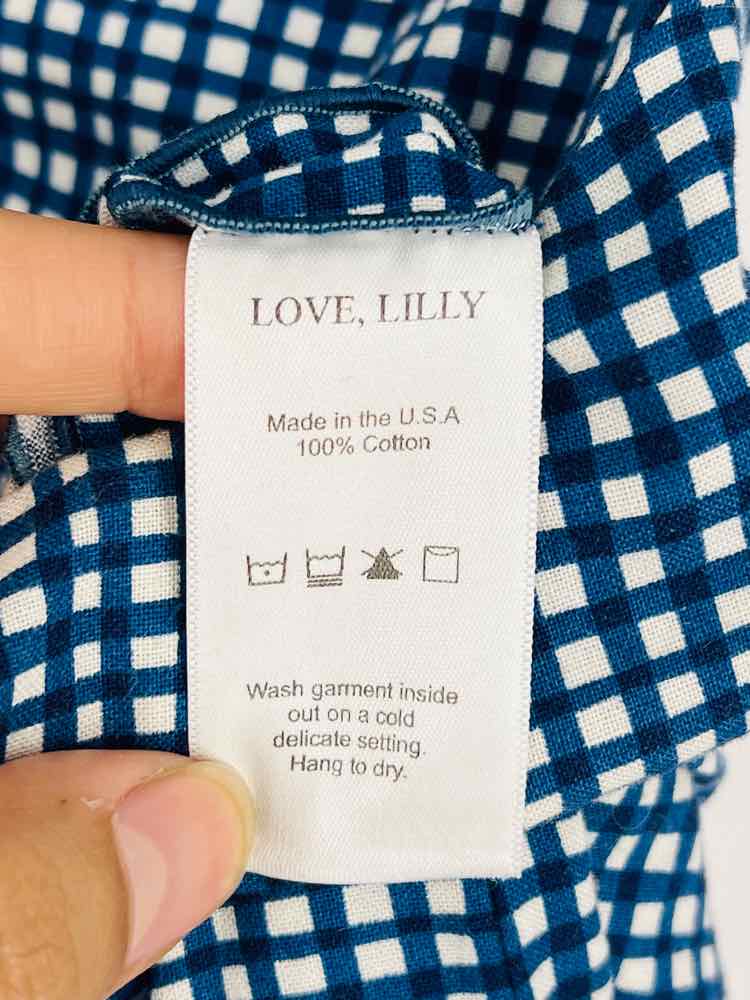 LOVE, LILLY
Made in the U.S.A
100% Cotton
Wash garment inside
out on a cold
delicate setting.
Hang to dry.